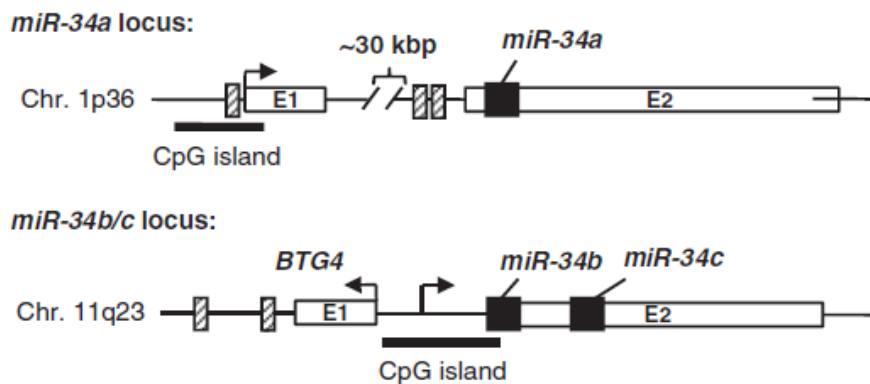 miR-34a locus:
~30 kbp
miR-34a
Chr. 1p36
E1
E2
CpG island
miR-34b/c locus:
BTG4
miR-34b
miR-34c
Chr. 11q23
E1
E2
CpG island